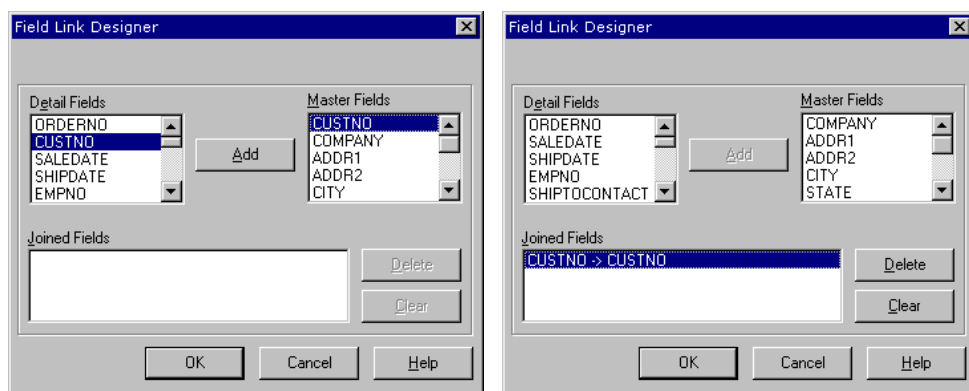 Field Link Designer
Detail Fields
Master Fields
ORDERNO
CUSTNO
SALEDATE
SHIPDATE
EMPNO
Add
CUSTNO
COMPANY
ADDR1
ADDR2
CITY
Joined Fields
Delete
Clear
OK
Cancel
Help
Field Link Designer
Detail Fields
Master Fields
ORDERNO
SALEDATE
SHIPDATE
EMPNO
SHIPTOCONTACT
Add
COMPANY
ADDR1
ADDR2
CITY
STATE
Joined Fields
CUSTNO -> CUSTNO
Delete
Clear
OK
Cancel
Help